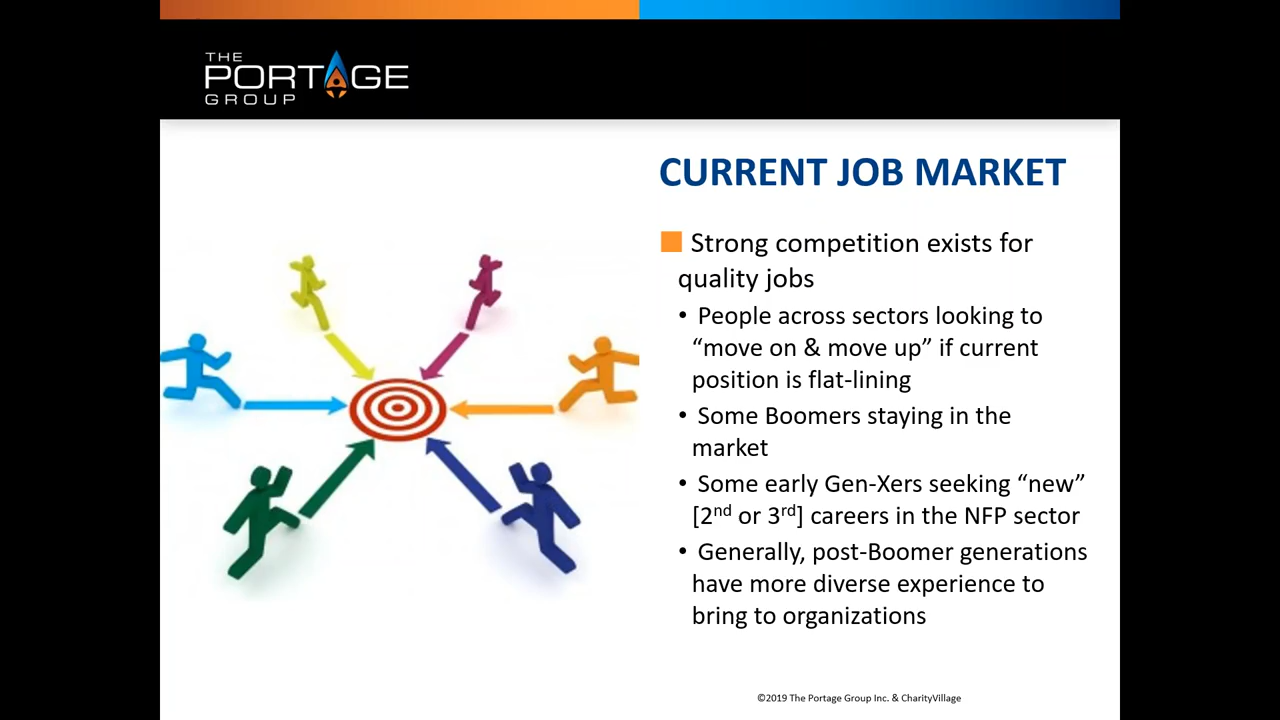 THE
PORTAGE
GROUP
CURRENT JOB MARKET
Strong competition exists for
quality jobs
• People across sectors looking to
“move on & move up” if current
position is flat-lining
• Some Boomers staying in the
market
• Some early Gen-Xers seeking “new”
[2nd or 3rd] careers in the NFP sector
• Generally, post-Boomer generations
have more diverse experience to
bring to organizations
©2019 The Portage Group Inc. & CharityVillage